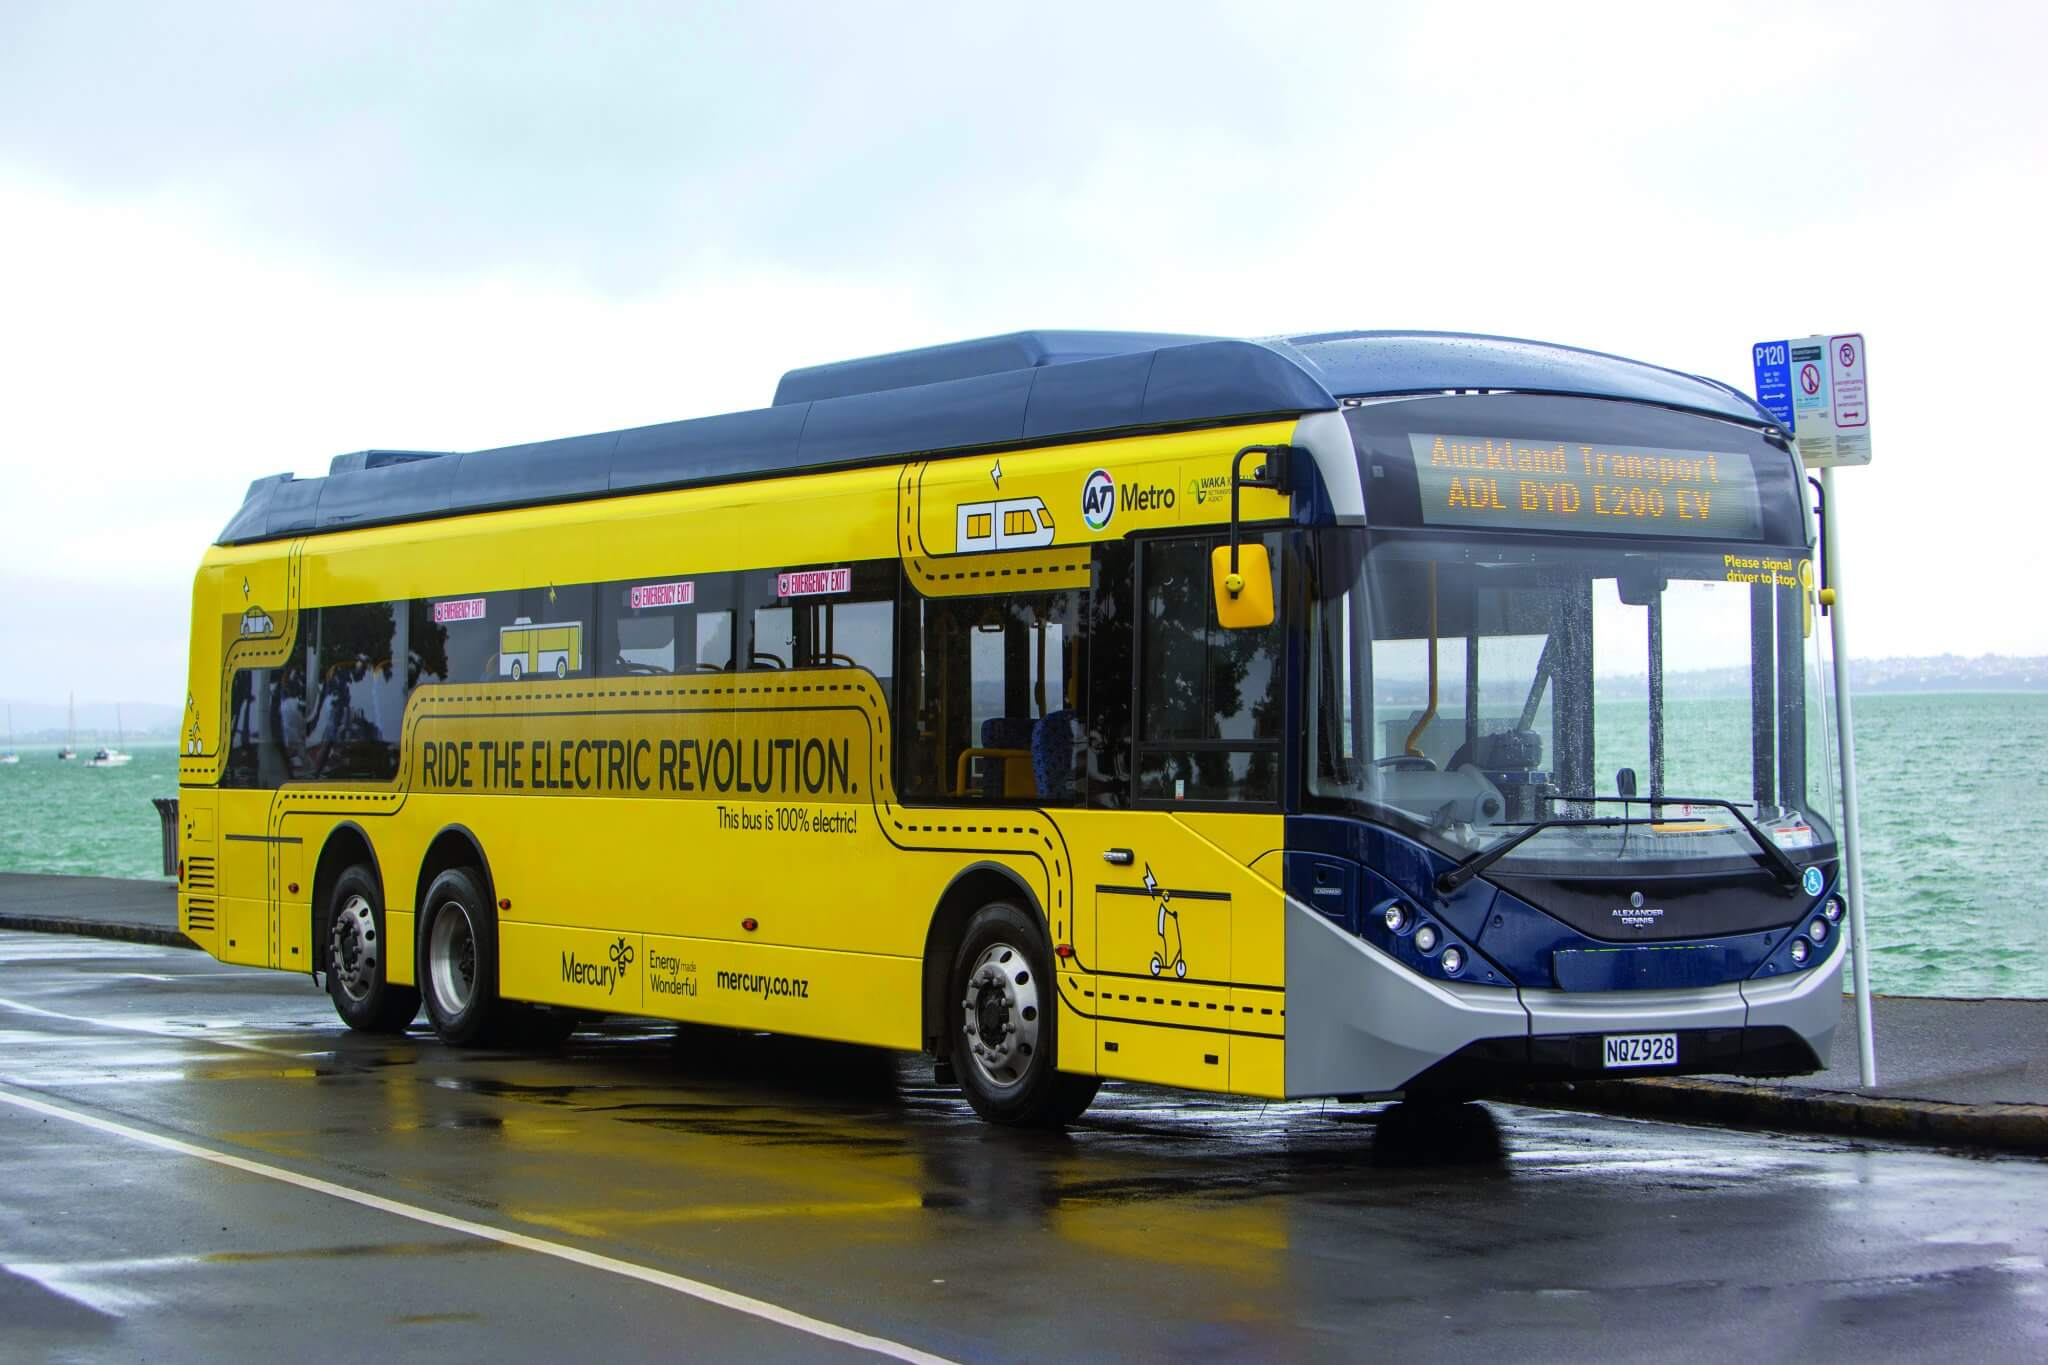 P120
Auckland Transport
ADL BYD E200 EV
AT Metro
WAKA
AGENCY
Please signal
driver to stop
EMERGENCY EXIT
EMERGENCY EXIT
EMERGENCY EXIT
RIDE THE ELECTRIC REVOLUTION.
This bus is 100% electric!
ALEXANDER
DENNIS
Mercury
Energy made
Wonderful
mercury.co.nz
NQZ928